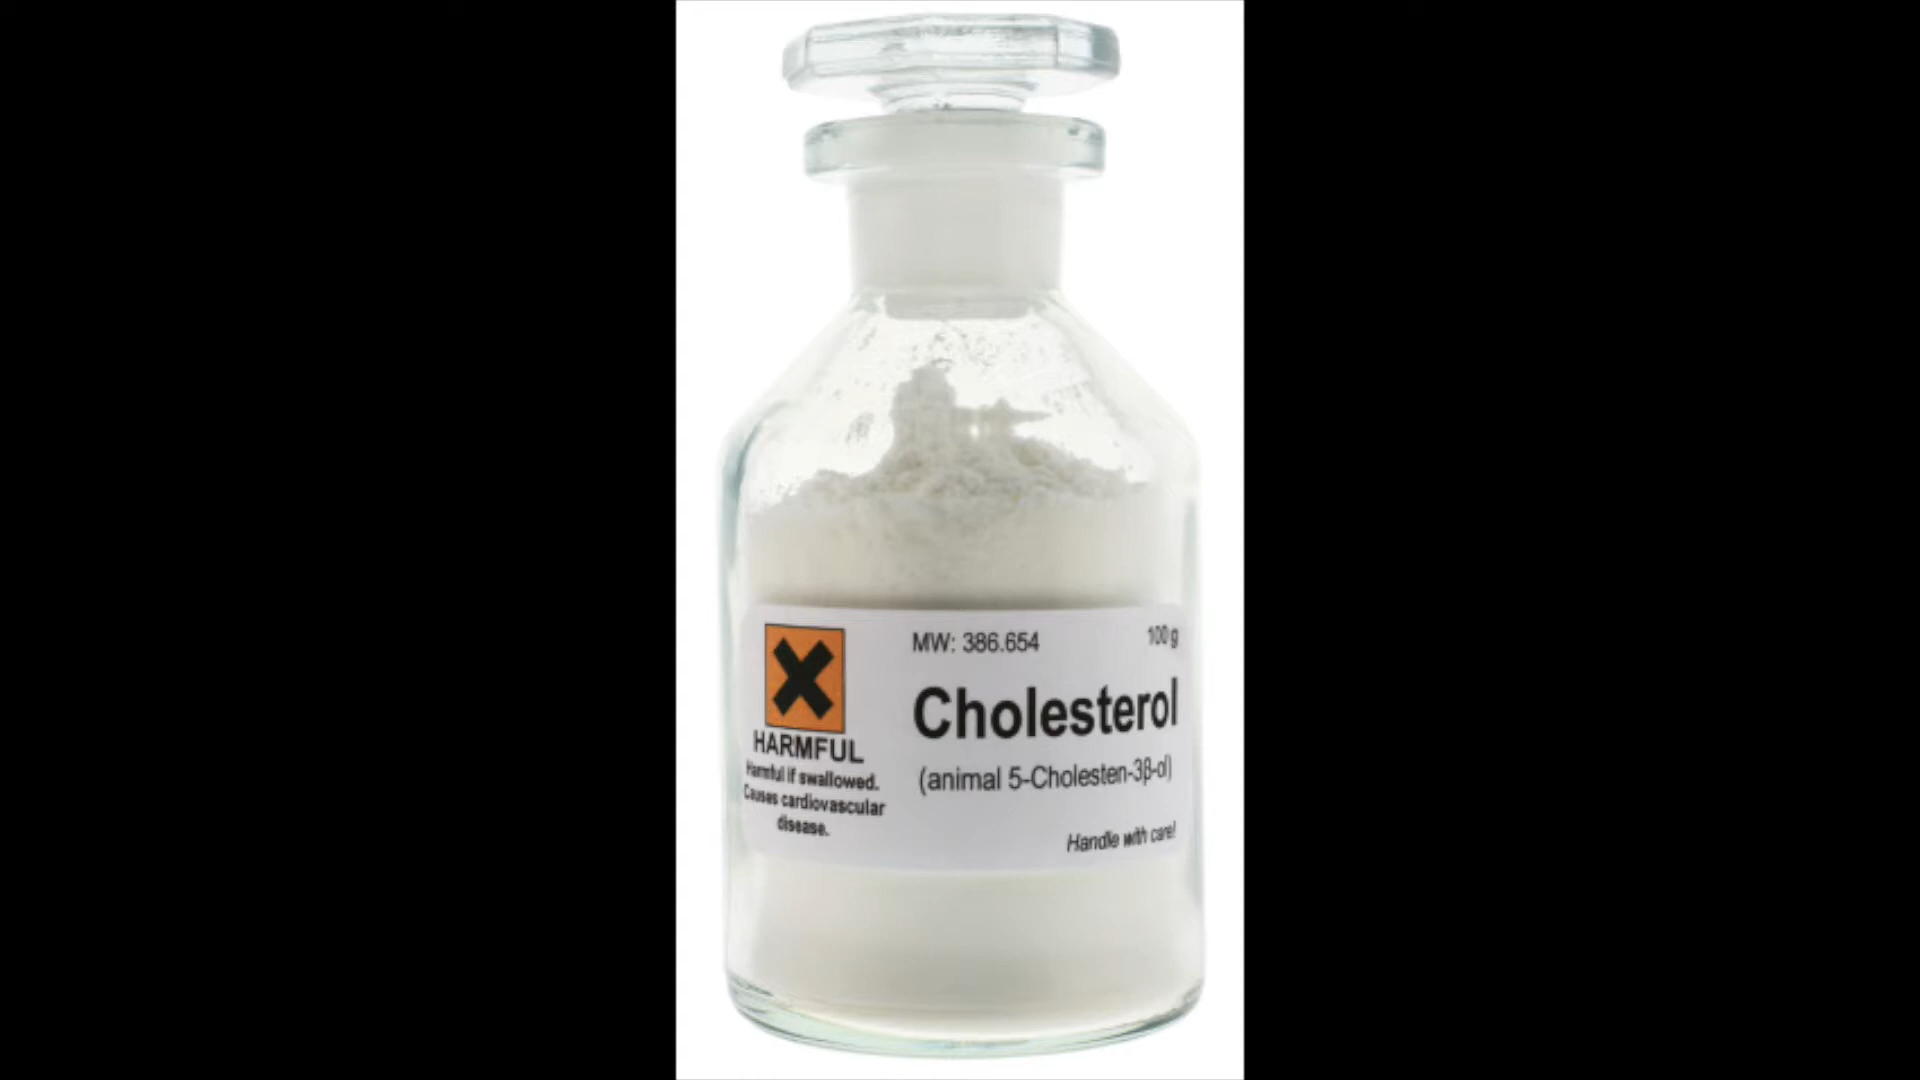 MW: 386.654
100 g
Cholesterol
(animal 5-Cholesten-3β-ol)
Handle with care!
HARMFUL
Harmful if swallowed.
Causes cardiovascular
disease.